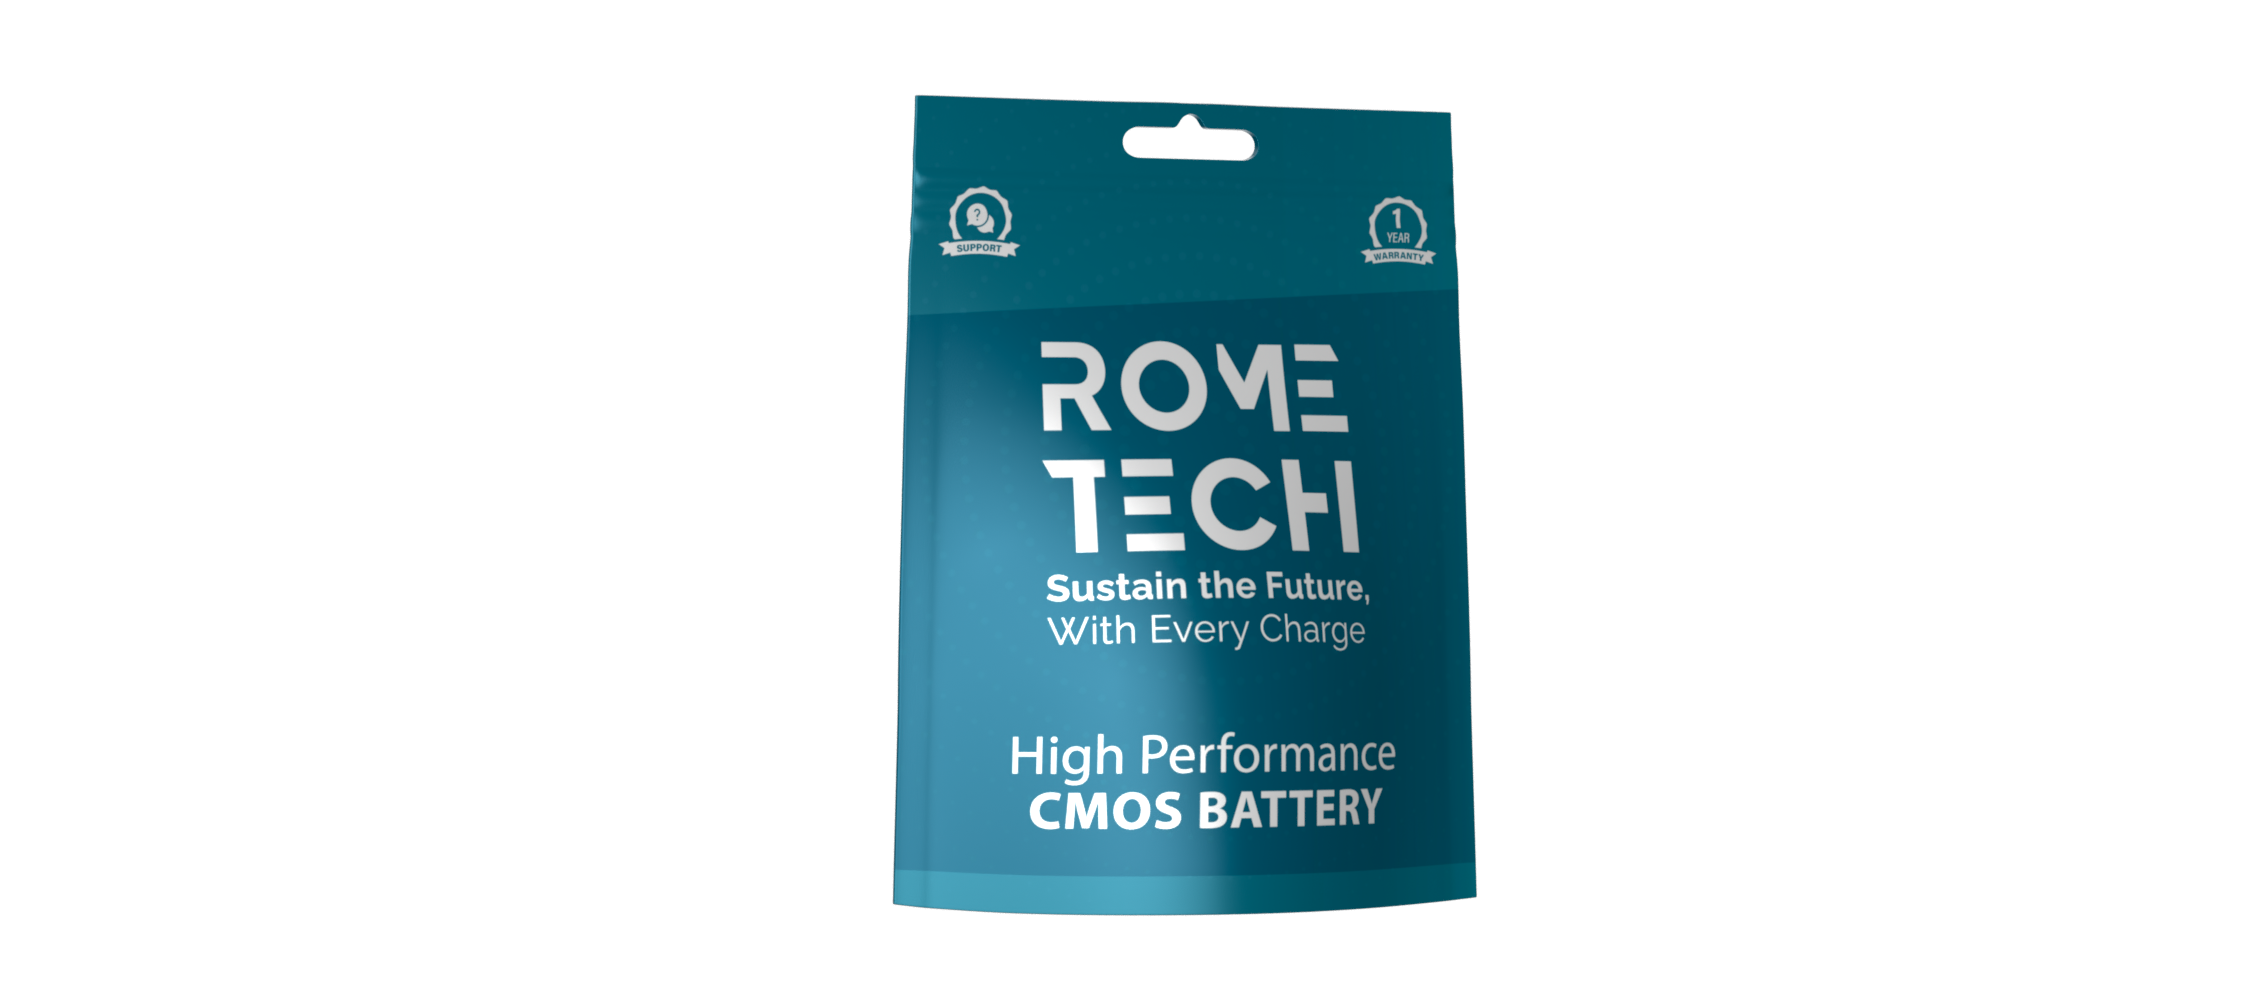 ?
SUPPORT
1
YEAR
WARRANTY
ROME
TECH
Sustain the Future,
With Every Charge
High Performance
CMOS BATTERY